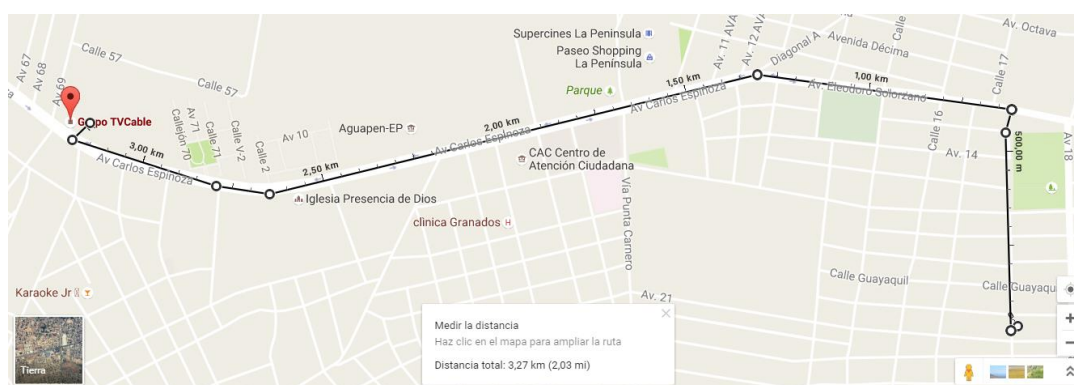 Av 67
Av 68
Av 69
Calle 57
Calle 57
Grupo TVCable
Callejón 70
Av 71
Calle 71
Calle V-2
Calle 2
Av 10
Aguapen-EP
3,00 km
Av Carlos Espinoza
2,50 km
Iglesia Presencia de Dios
clìnica Granados
Av Carlos Espinoza
2,00 km
CAC Centro de
Atención Ciudadana
Supercines La Peninsula
Paseo Shopping
La Península
Parque
Av Carlos Espinoza
1,50 km
Av. 11
Av. 12
Diagonal A
Avenida Décima
Calle
Av. Octava
Calle 17
1,00 km
Av. Eleodoro Solorzano
Calle 16
Av. 14
500,00 m
Av 18
Vía Punta Carnero
Calle Guayaquil
Av. 21
Karaoke Jr
Tierra
Medir la distancia
Haz clic en el mapa para ampliar la ruta
Distancia total: 3,27 km (2,03 mi)